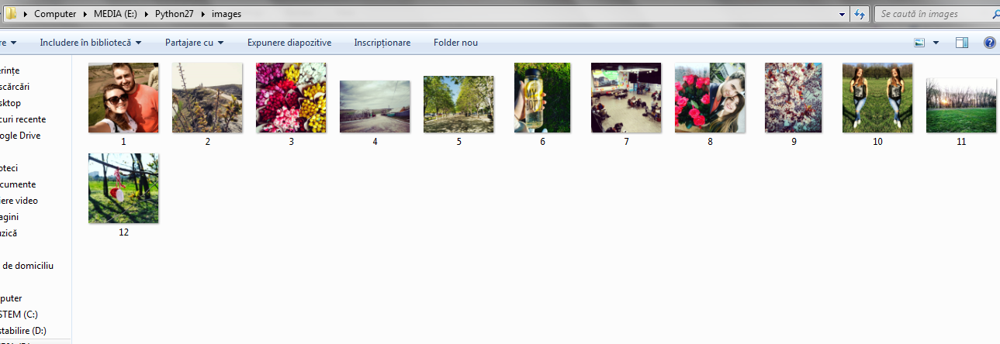 Computer ▸ MEDIA (E:) ▸ Python27 ▸ images
Se caută în images
re Includere în bibliotecă Partajare cu Expunere diapozitive Inscripționare Folder nou
erințe
scărcări
sktop
curi recente
ogle Drive
oteci
cumente
iere video
agini
uzică
de domiciliu
puter
STEM (C:)
stabilire (D:)
1 2 3 4 5 6 7 8 9 10 11
12